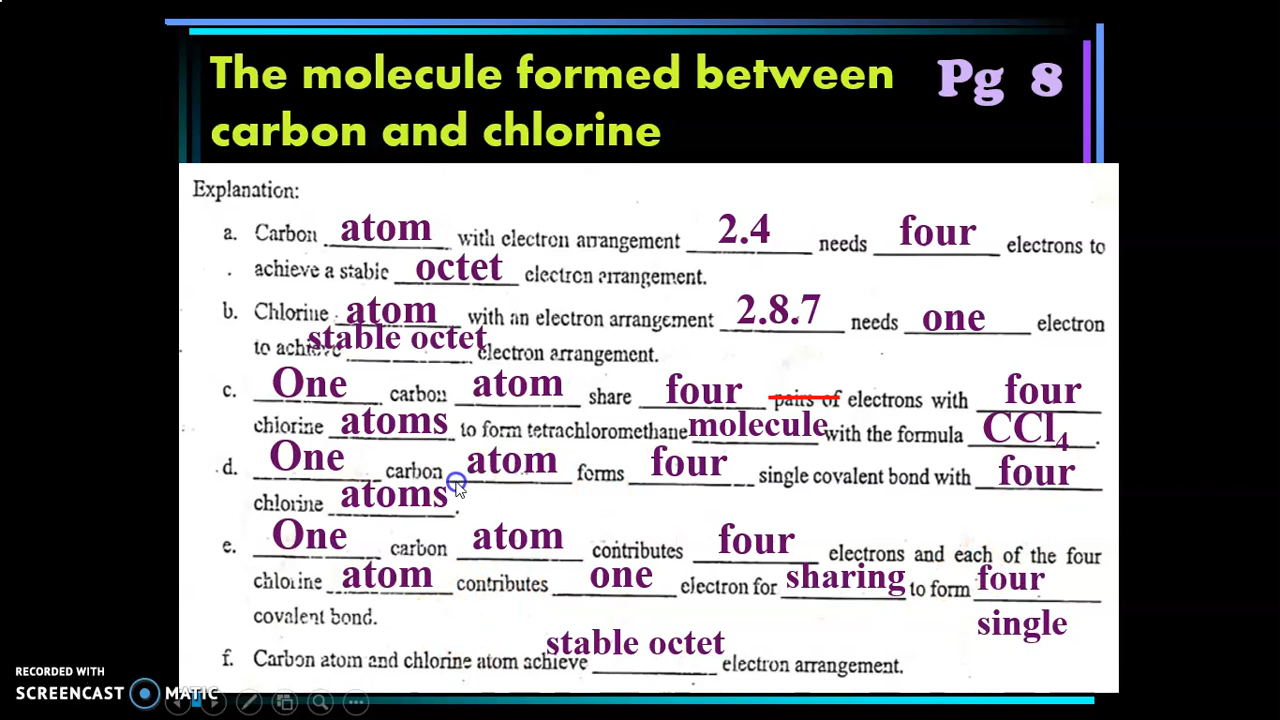 The molecule formed between Pg 8
carbon and chlorine
Explanation:
a. Carbon atom with electron arrangement 2.4 needs four electrons to
achieve a stable octet electron arrangement.
b. Chlorine atom with an electron arrangement 2.8.7 needs one electron
to achieve stable octet electron arrangement.
c. One carbon atom share four pairs of electrons with four
chlorine atoms to form tetrachloromethane molecule with the formula CCl₄.
d. One carbon atom forms four single covalent bond with four
chlorine atoms.
e. One carbon atom contributes four electrons and each of the four
chlorine atom contributes one electron for sharing to form four
covalent bond. single
f. Carbon atom and chlorine atom achieve stable octet electron arrangement.
RECORDED WITH
SCREENCAST MATIC